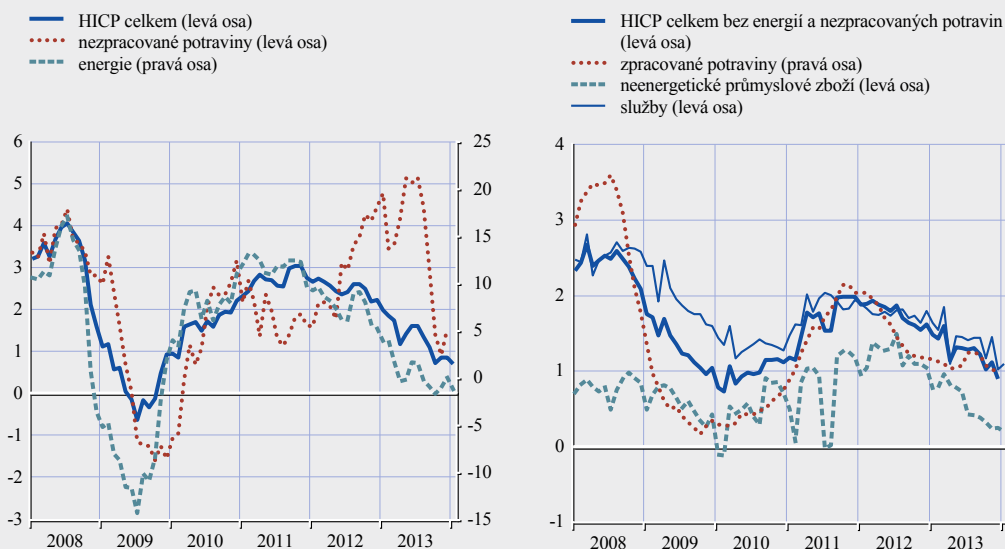 HICP celkem (levá osa)
nezpracované potraviny (levá osa)
energie (pravá osa)
6
5
4
3
2
1
0
-1
-2
-3
25
20
15
10
5
0
-5
-10
-15
2008 2009 2010 2011 2012 2013
HICP celkem bez energií a nezpracovaných potravin
(levá osa)
zpracované potraviny (pravá osa)
neenergetické průmyslové zboží (levá osa)
služby (levá osa)
4
3
2
1
0
-1
2008 2009 2010 2011 2012 2013